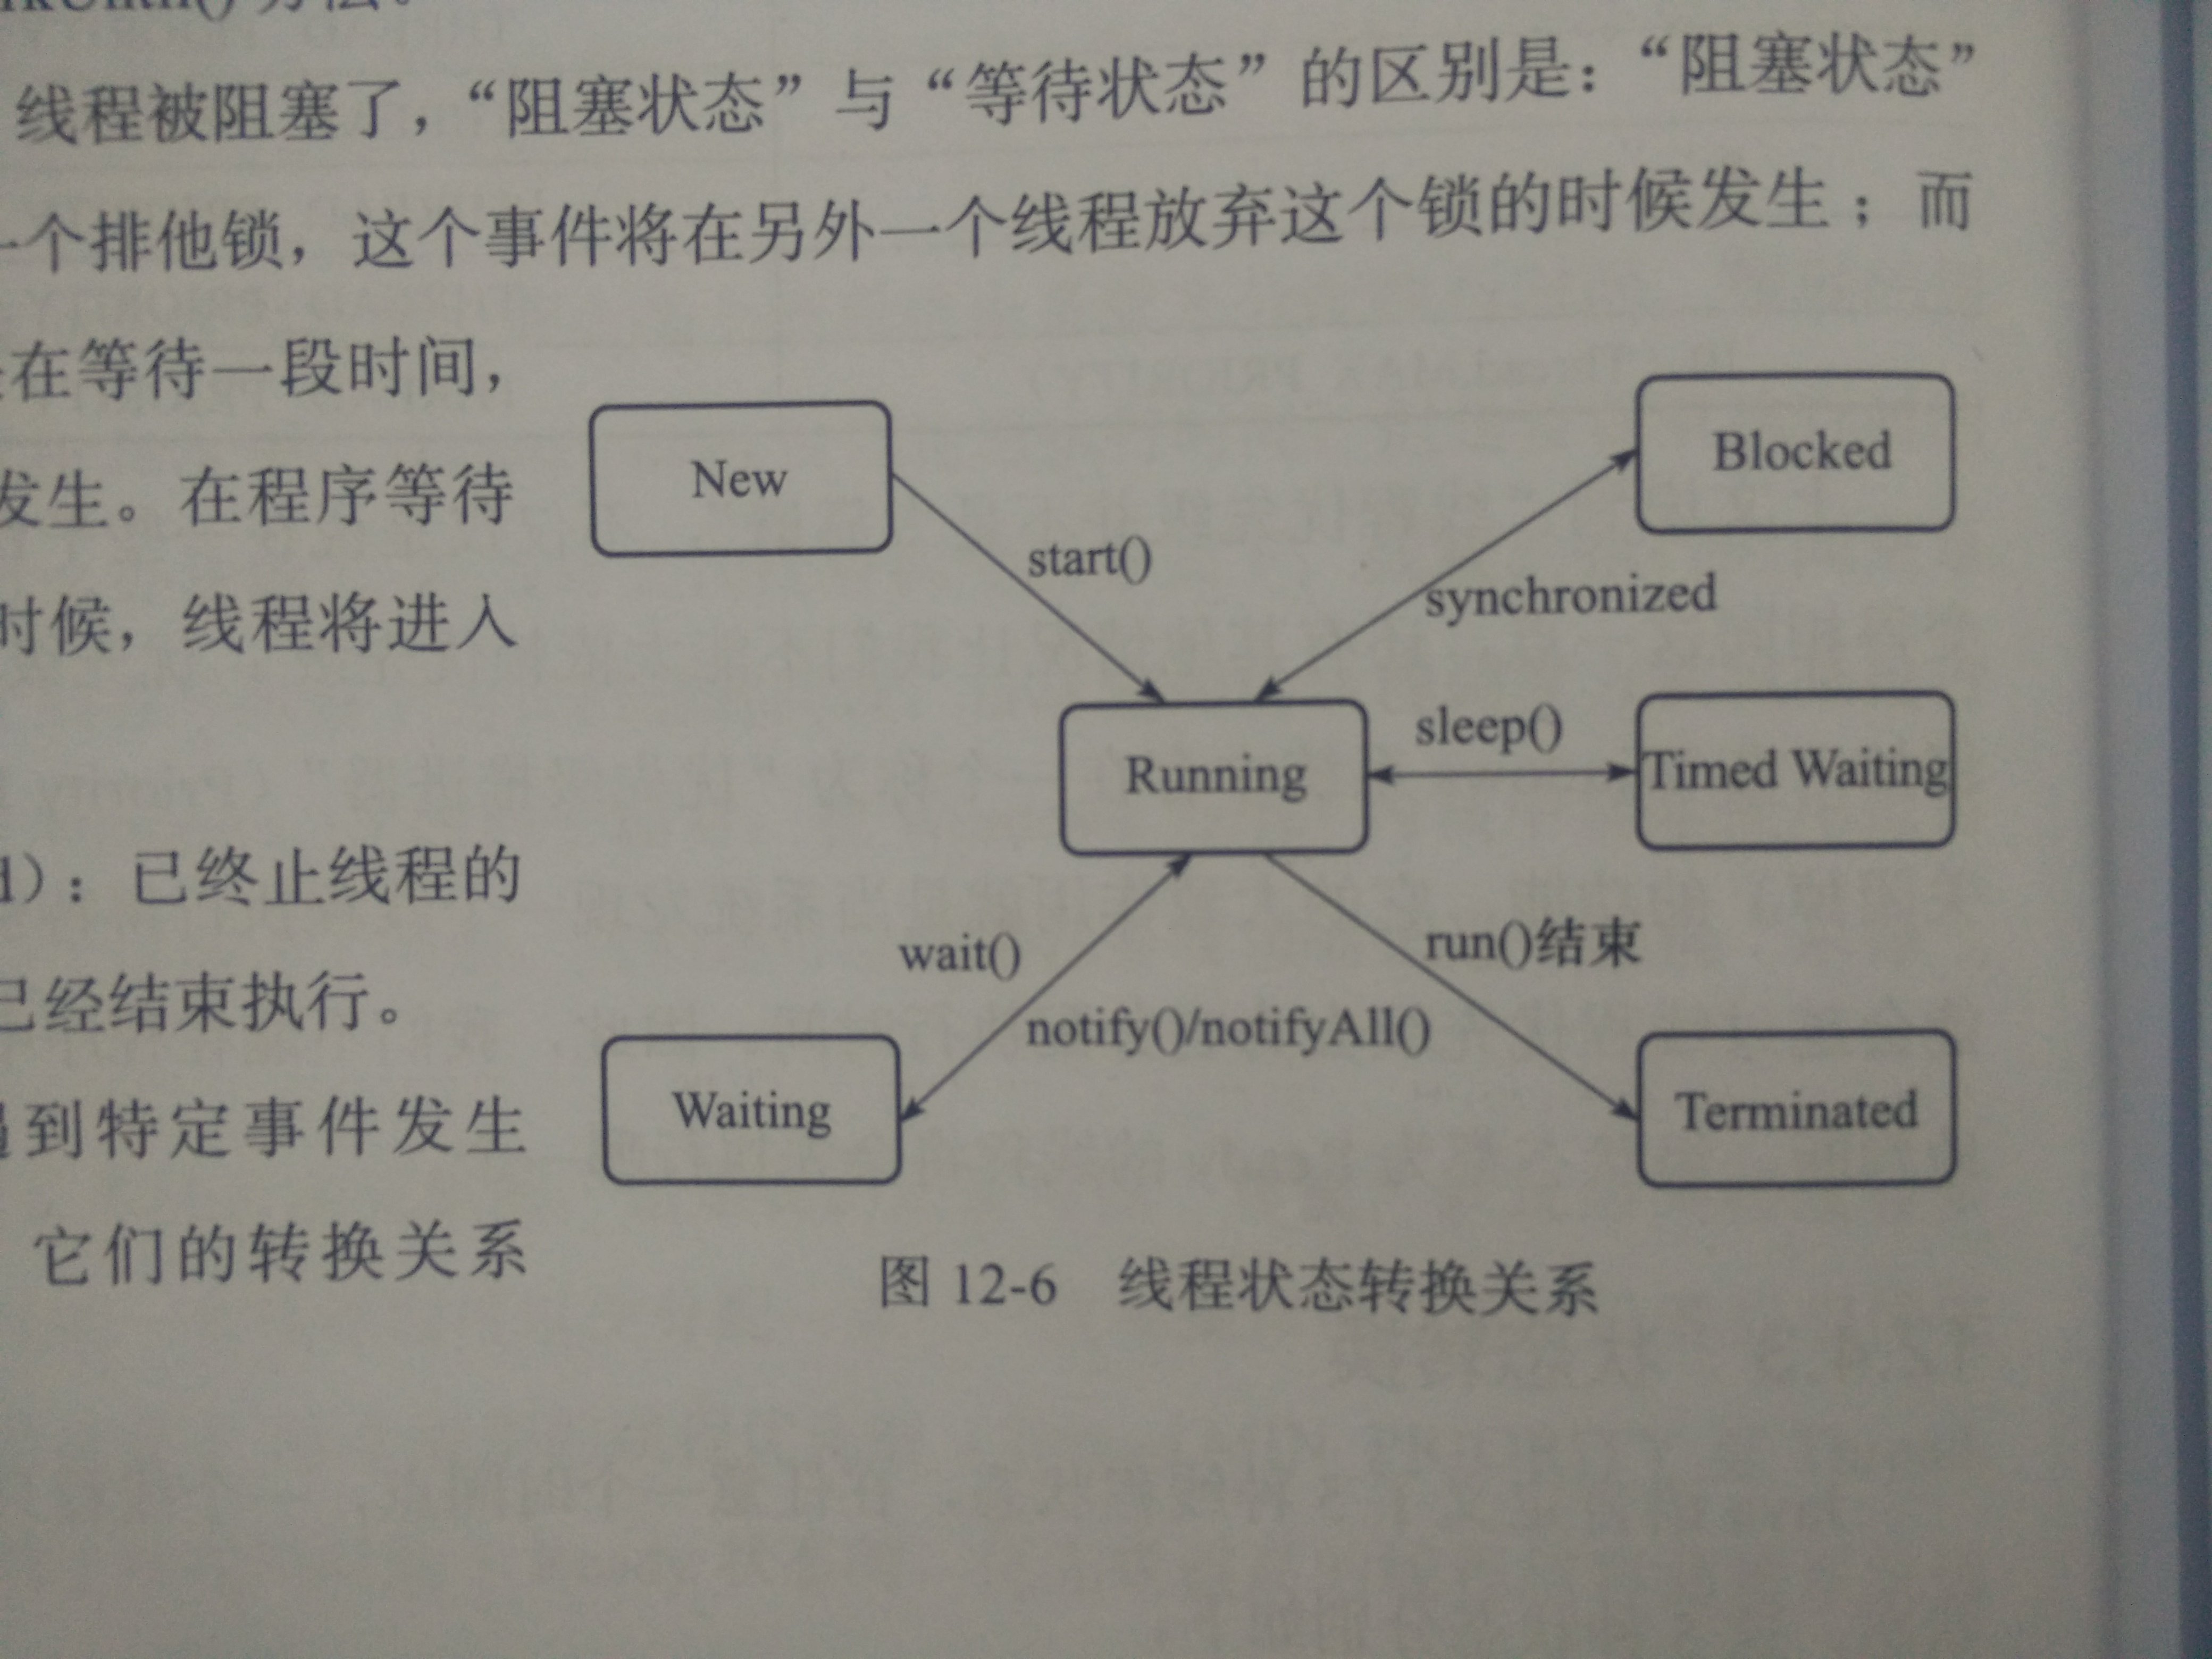 方法。
线程被阻塞了，“阻塞状态”与“等待状态”的区别是：“阻塞状态”
一个排他锁，这个事件将在另外一个线程放弃这个锁的时候发生；而
在等待一段时间，
发生。在程序等待
时候，线程将进入
）：已终止线程的
已经结束执行。
到特定事件发生
它们的转换关系
New
Blocked
start()
synchronized
Running
sleep()
Timed Waiting
wait()
run()结束
notify()/notifyAll()
Waiting
Terminated
图 12-6 线程状态转换关系